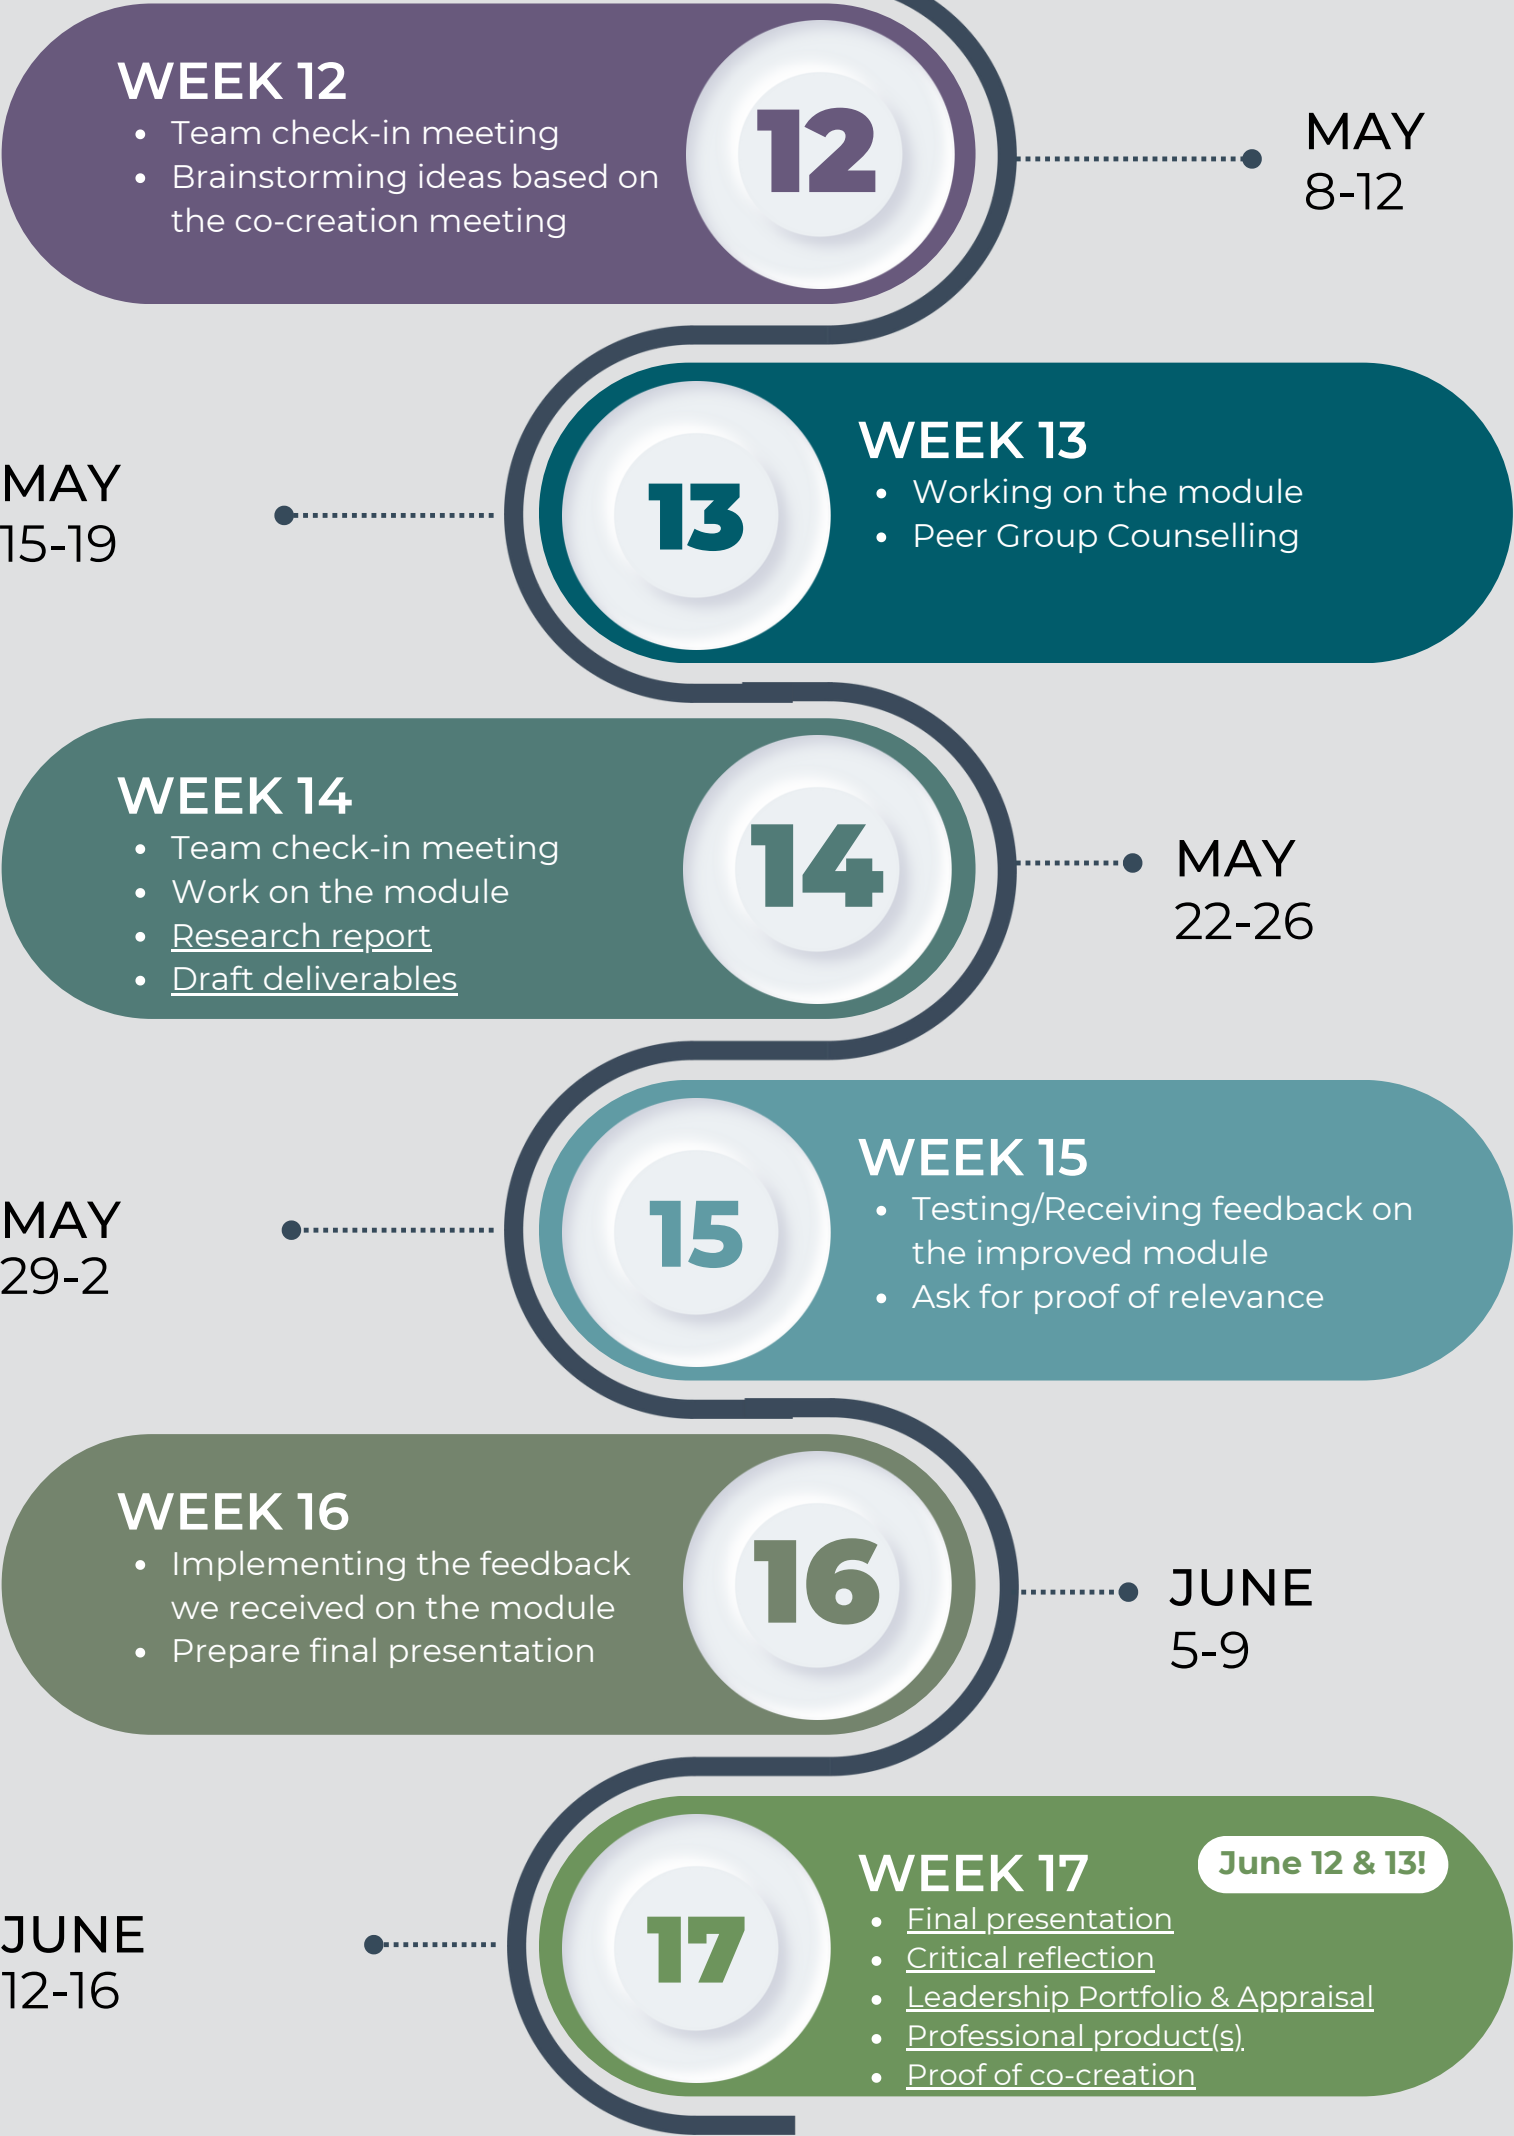 WEEK 12
• Team check-in meeting
• Brainstorming ideas based on
the co-creation meeting
12
MAY
8-12
MAY
15-19
13
WEEK 13
• Working on the module
• Peer Group Counselling
WEEK 14
• Team check-in meeting
• Work on the module
• Research report
• Draft deliverables
14
MAY
22-26
MAY
29-2
15
WEEK 15
• Testing/Receiving feedback on
the improved module
• Ask for proof of relevance
WEEK 16
• Implementing the feedback
we received on the module
• Prepare final presentation
16
JUNE
5-9
JUNE
12-16
17
WEEK 17
June 12 & 13!
• Final presentation
• Critical reflection
• Leadership Portfolio & Appraisal
• Professional product(s)
• Proof of co-creation